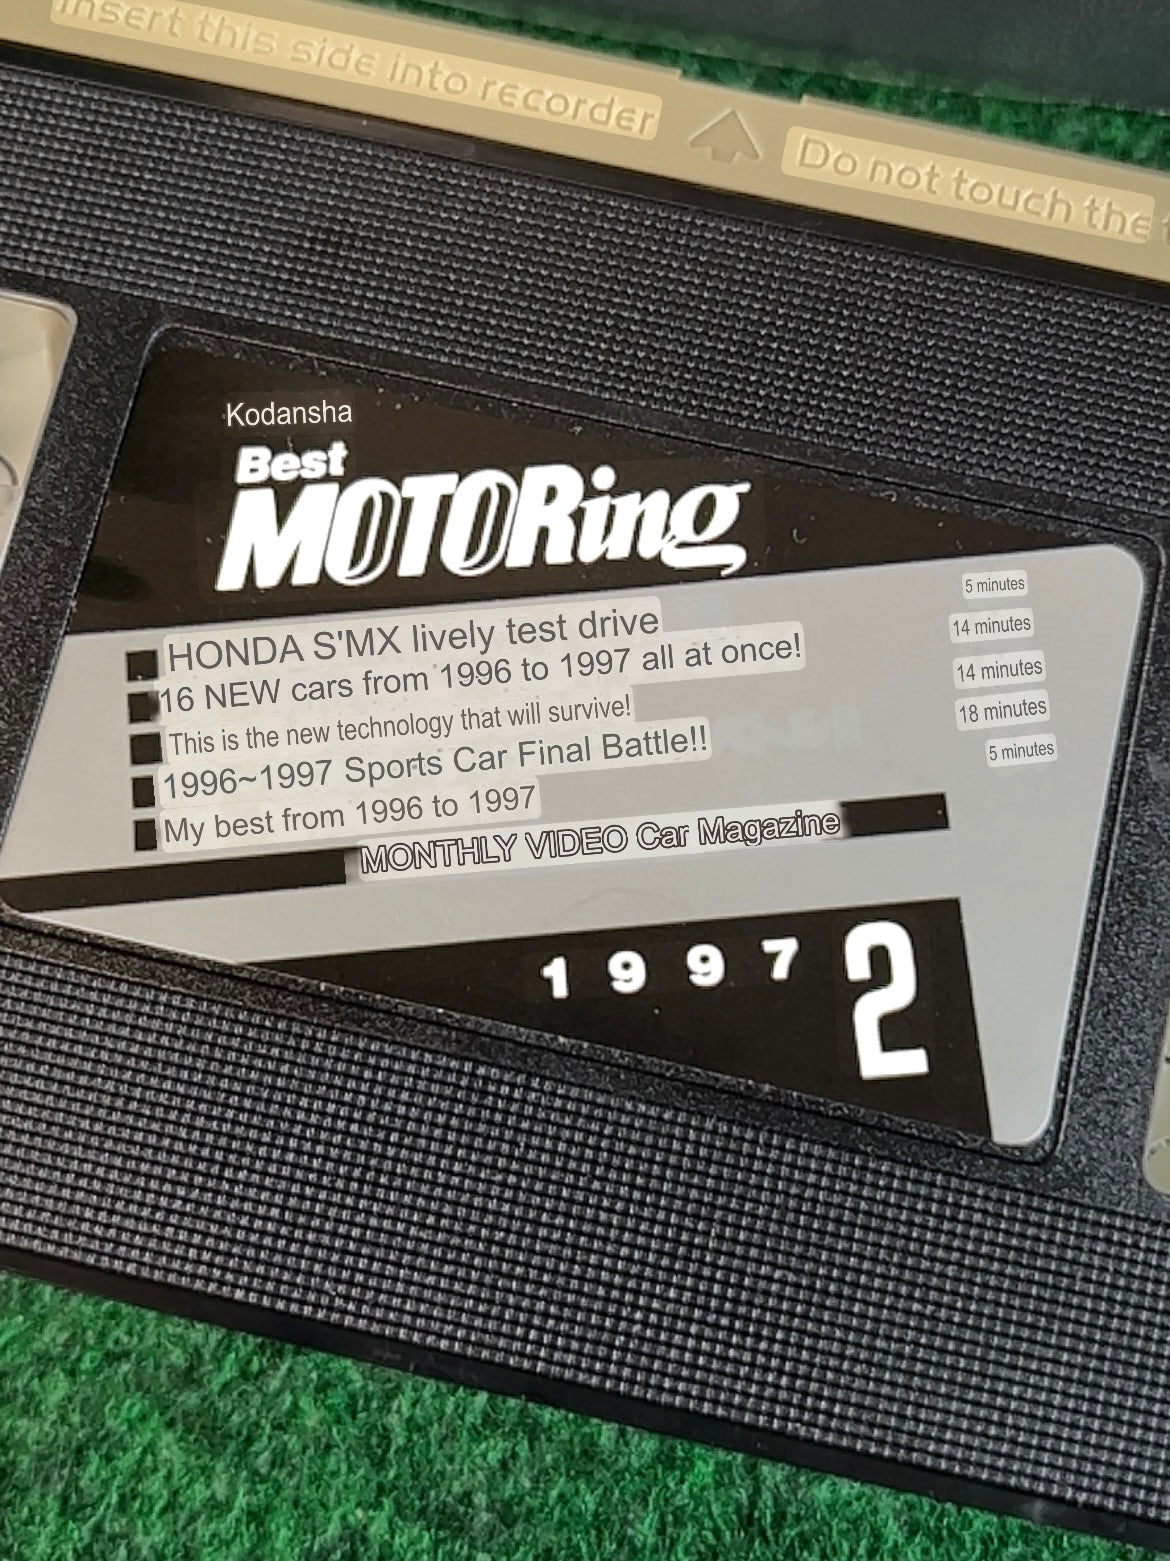 Insert this side into recorder
Do not touch the
Kodansha
Best
MOTORing
HONDA S'MX lively test drive 5 minutes
16 NEW cars from 1996 to 1997 all at once! 14 minutes
This is the new technology that will survive! 14 minutes
1996~1997 Sports Car Final Battle!! 18 minutes
My best from 1996 to 1997 5 minutes
MONTHLY VIDEO Car Magazine
1997 2